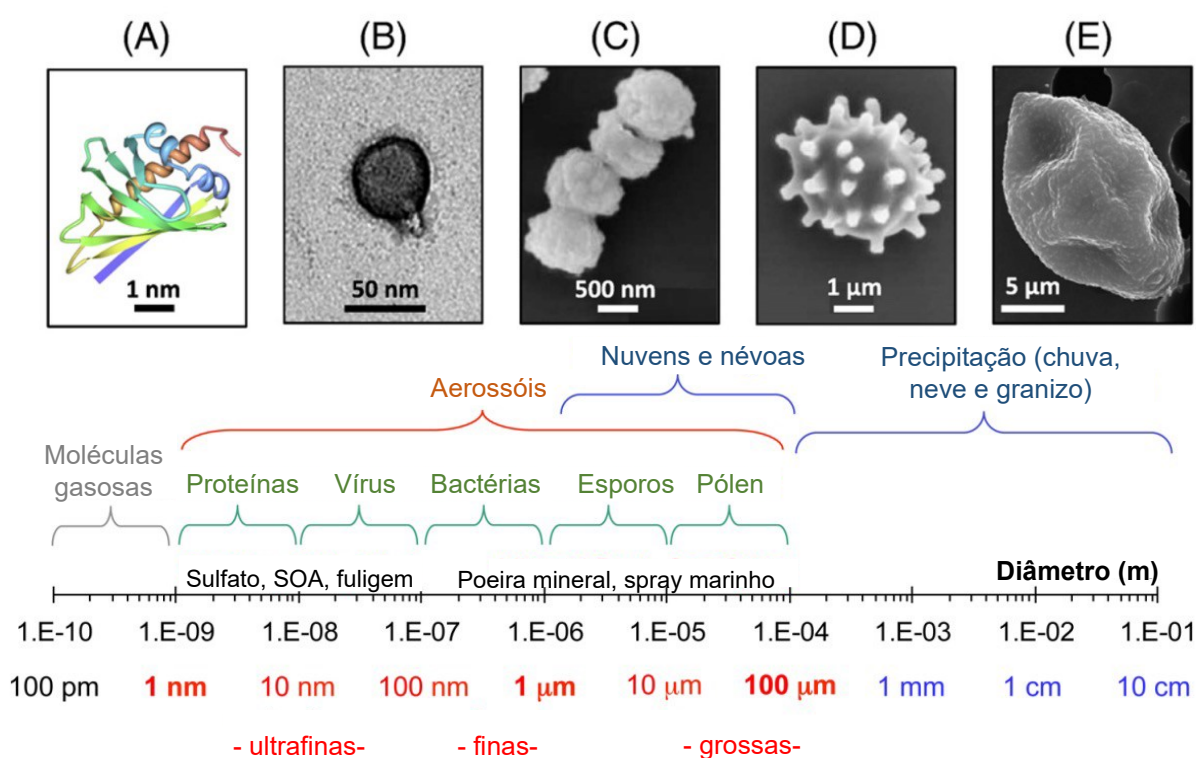 (A) (B) (C) (D) (E)
1 nm 50 nm 500 nm 1 µm 5 µm
Nuvens e névoas
Precipitação (chuva,
neve e granizo)
Aerossóis
Moléculas
gasosas
Proteínas Vírus Bactérias Esporos Pólen
Sulfato, SOA, fuligem Poeira mineral, spray marinho
Diâmetro (m)
1.E-10 1.E-09 1.E-08 1.E-07 1.E-06 1.E-05 1.E-04 1.E-03 1.E-02 1.E-01
100 pm 1 nm 10 nm 100 nm 1 µm 10 µm 100 µm 1 mm 1 cm 10 cm
- ultrafinas- - finas- - grossas-